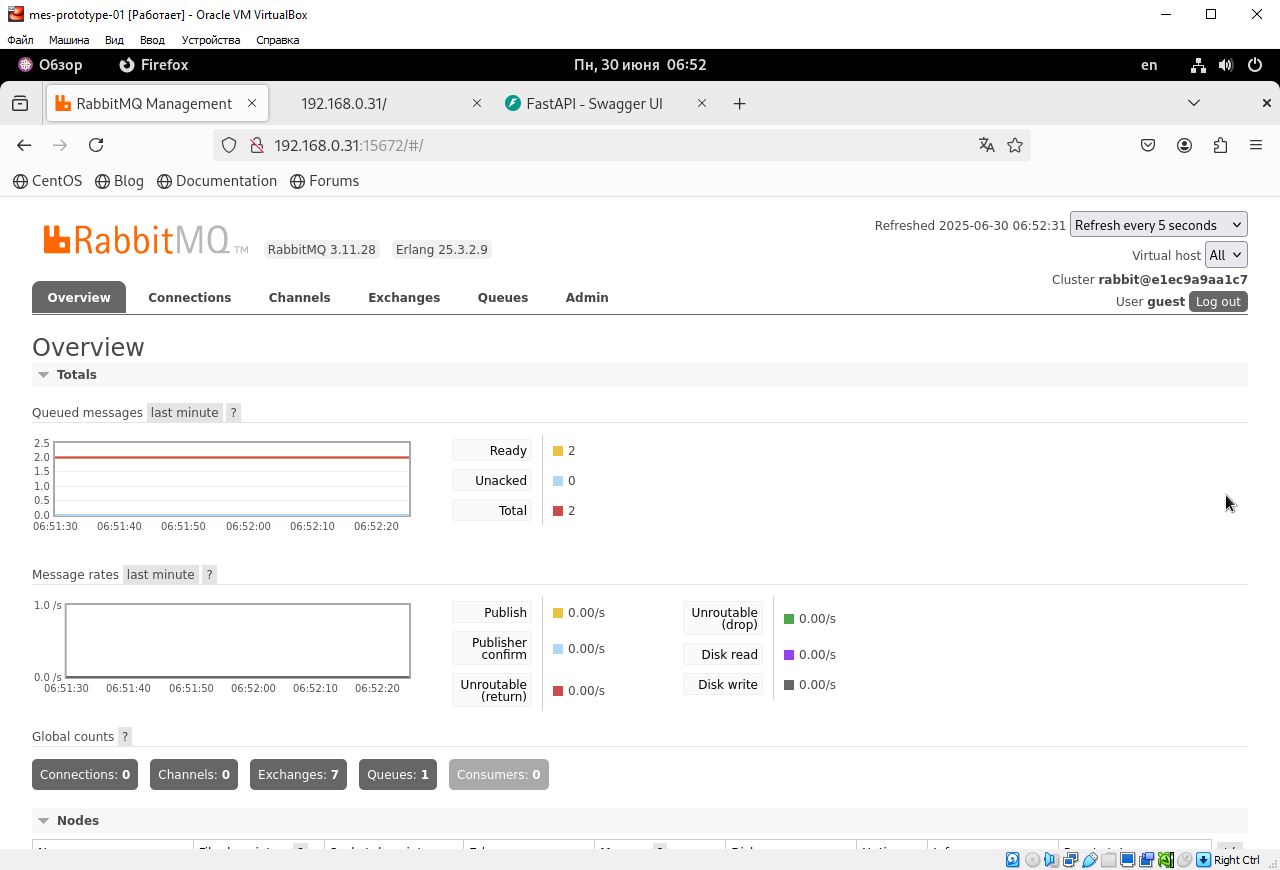 mes-prototype-01 [Работает] - Oracle VM VirtualBox
Файл Машина Вид Ввод Устройства Справка
Обзор Firefox Пн, 30 июня 06:52 en
RabbitMQ Management 192.168.0.31/ FastAPI - Swagger UI
192.168.0.31:15672/#/
CentOS Blog Documentation Forums
RabbitMQ TM RabbitMQ 3.11.28 Erlang 25.3.2.9
Refreshed 2025-06-30 06:52:31 Refresh every 5 seconds
Virtual host All
Cluster rabbit@e1ec9a9aa1c7
User guest Log out
Overview Connections Channels Exchanges Queues Admin
Overview
Totals
Queued messages last minute ?
2.5
2.0
1.5
1.0
0.5
0.0
06:51:30 06:51:40 06:51:50 06:52:00 06:52:10 06:52:20
Ready 2
Unacked 0
Total 2
Message rates last minute ?
1.0 /s
0.0 /s
06:51:30 06:51:40 06:51:50 06:52:00 06:52:10 06:52:20
Publish 0.00/s
Publisher
confirm 0.00/s
Unroutable
(return) 0.00/s
Unroutable
(drop) 0.00/s
Disk read 0.00/s
Disk write 0.00/s
Global counts ?
Connections: 0 Channels: 0 Exchanges: 7 Queues: 1 Consumers: 0
Nodes
Right Ctrl